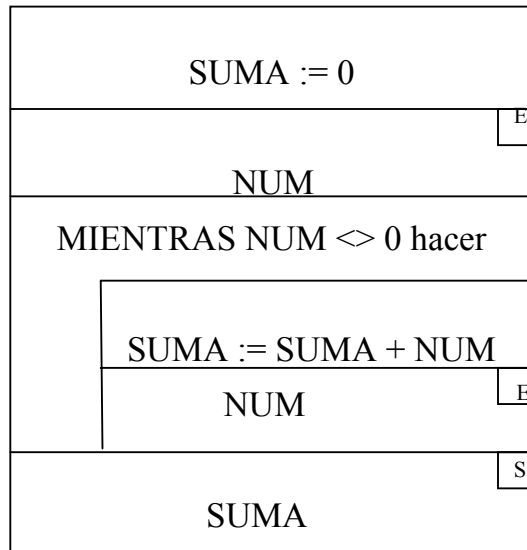 SUMA := 0
E
NUM
MIENTRAS NUM <> 0 hacer
SUMA := SUMA + NUM
E
NUM
S
SUMA